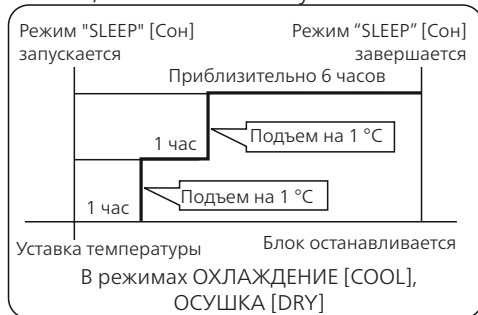 Режим "SLEEP" [Сон]
запускается
Режим “SLEEP” [Сон]
завершается
Приблизительно 6 часов
1 час
Подъем на 1 °C
1 час
Подъем на 1 °C
Уставка температуры
Блок останавливается
В режимах ОХЛАЖДЕНИЕ [COOL],
ОСУШКА [DRY]